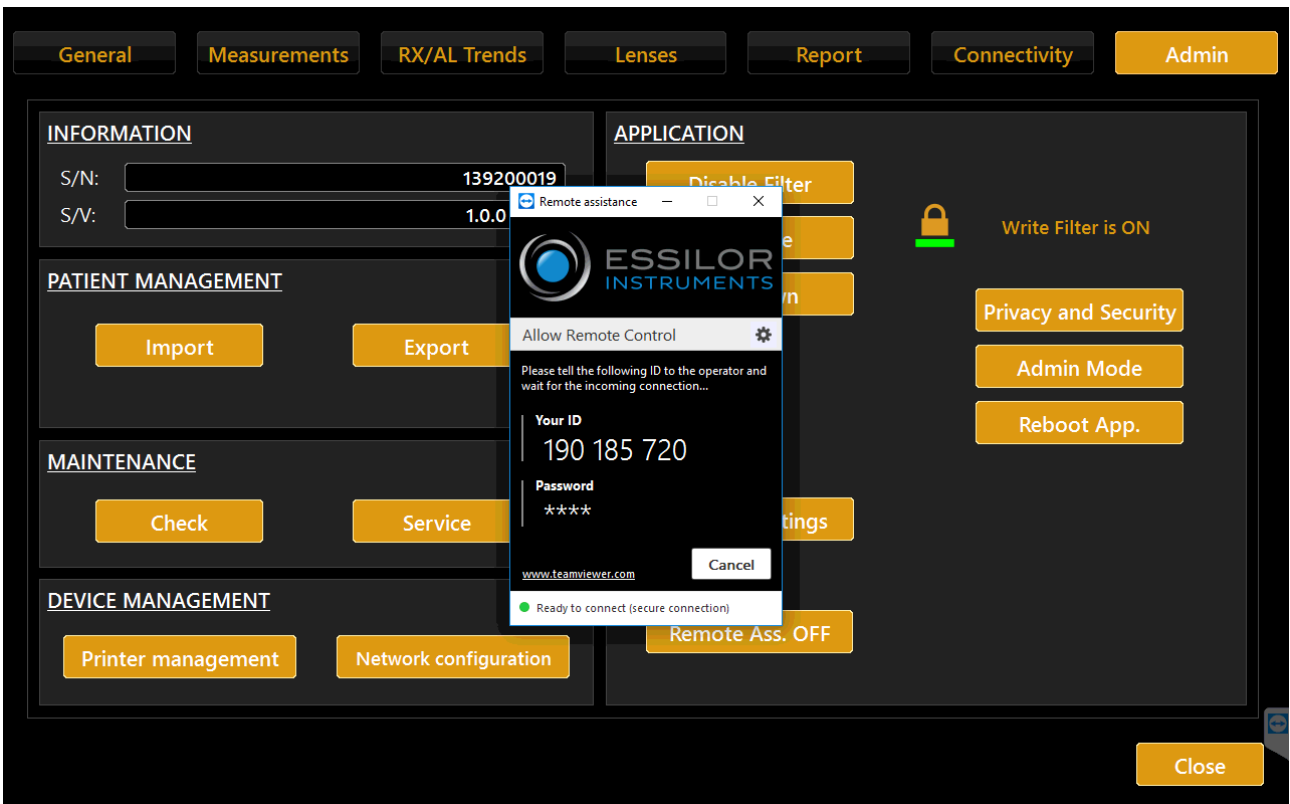 General
Measurements
RX/AL Trends
Lenses
Report
Connectivity
Admin
INFORMATION
S/N:
139200019
S/V:
1.0.0
PATIENT MANAGEMENT
Import
Export
MAINTENANCE
Check
Service
DEVICE MANAGEMENT
Printer management
Network configuration
APPLICATION
Disable Filter
Write Filter is ON
Privacy and Security
Admin Mode
Reboot App.
Remote Ass. OFF
Remote assistance
ESSILOR
INSTRUMENTS
Allow Remote Control
Please tell the following ID to the operator and
wait for the incoming connection...
Your ID
190 185 720
Password
****
Cancel
www.teamviewer.com
Ready to connect (secure connection)
Close